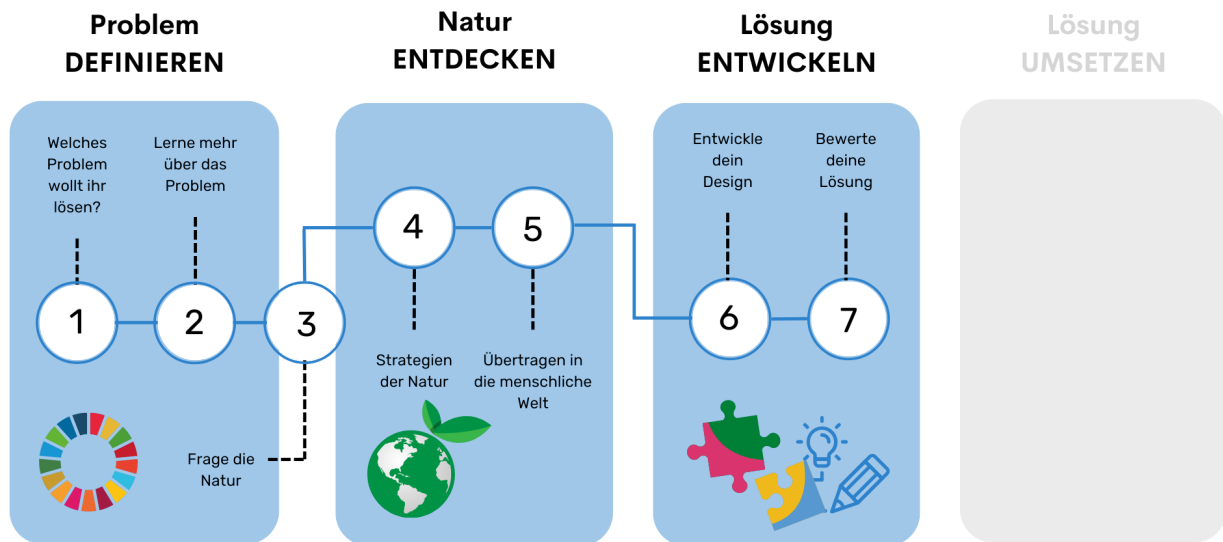 Problem
DEFINIEREN
Natur
ENTDECKEN
Lösung
ENTWICKELN
Lösung
UMSETZEN
Welches
Problem
wollt ihr
lösen?
Lerne mehr
über das
Problem
1
2
3
Frage die
Natur
4
5
Strategien
der Natur
Übertragen in
die menschliche
Welt
Entwickle
dein
Design
Bewerte
deine
Lösung
6
7